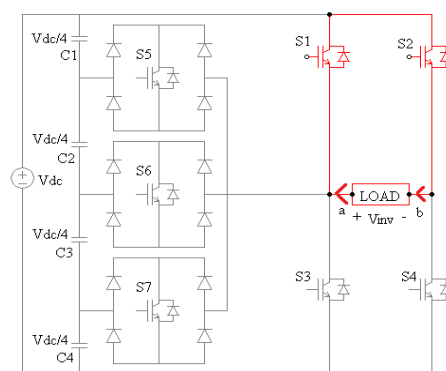 Vdc/4
C1
S5
S1
S2
Vdc/4
C2
S6
Vdc
LOAD
a
+ Vinv -
b
Vdc/4
C3
S7
S3
S4
Vdc/4
C4